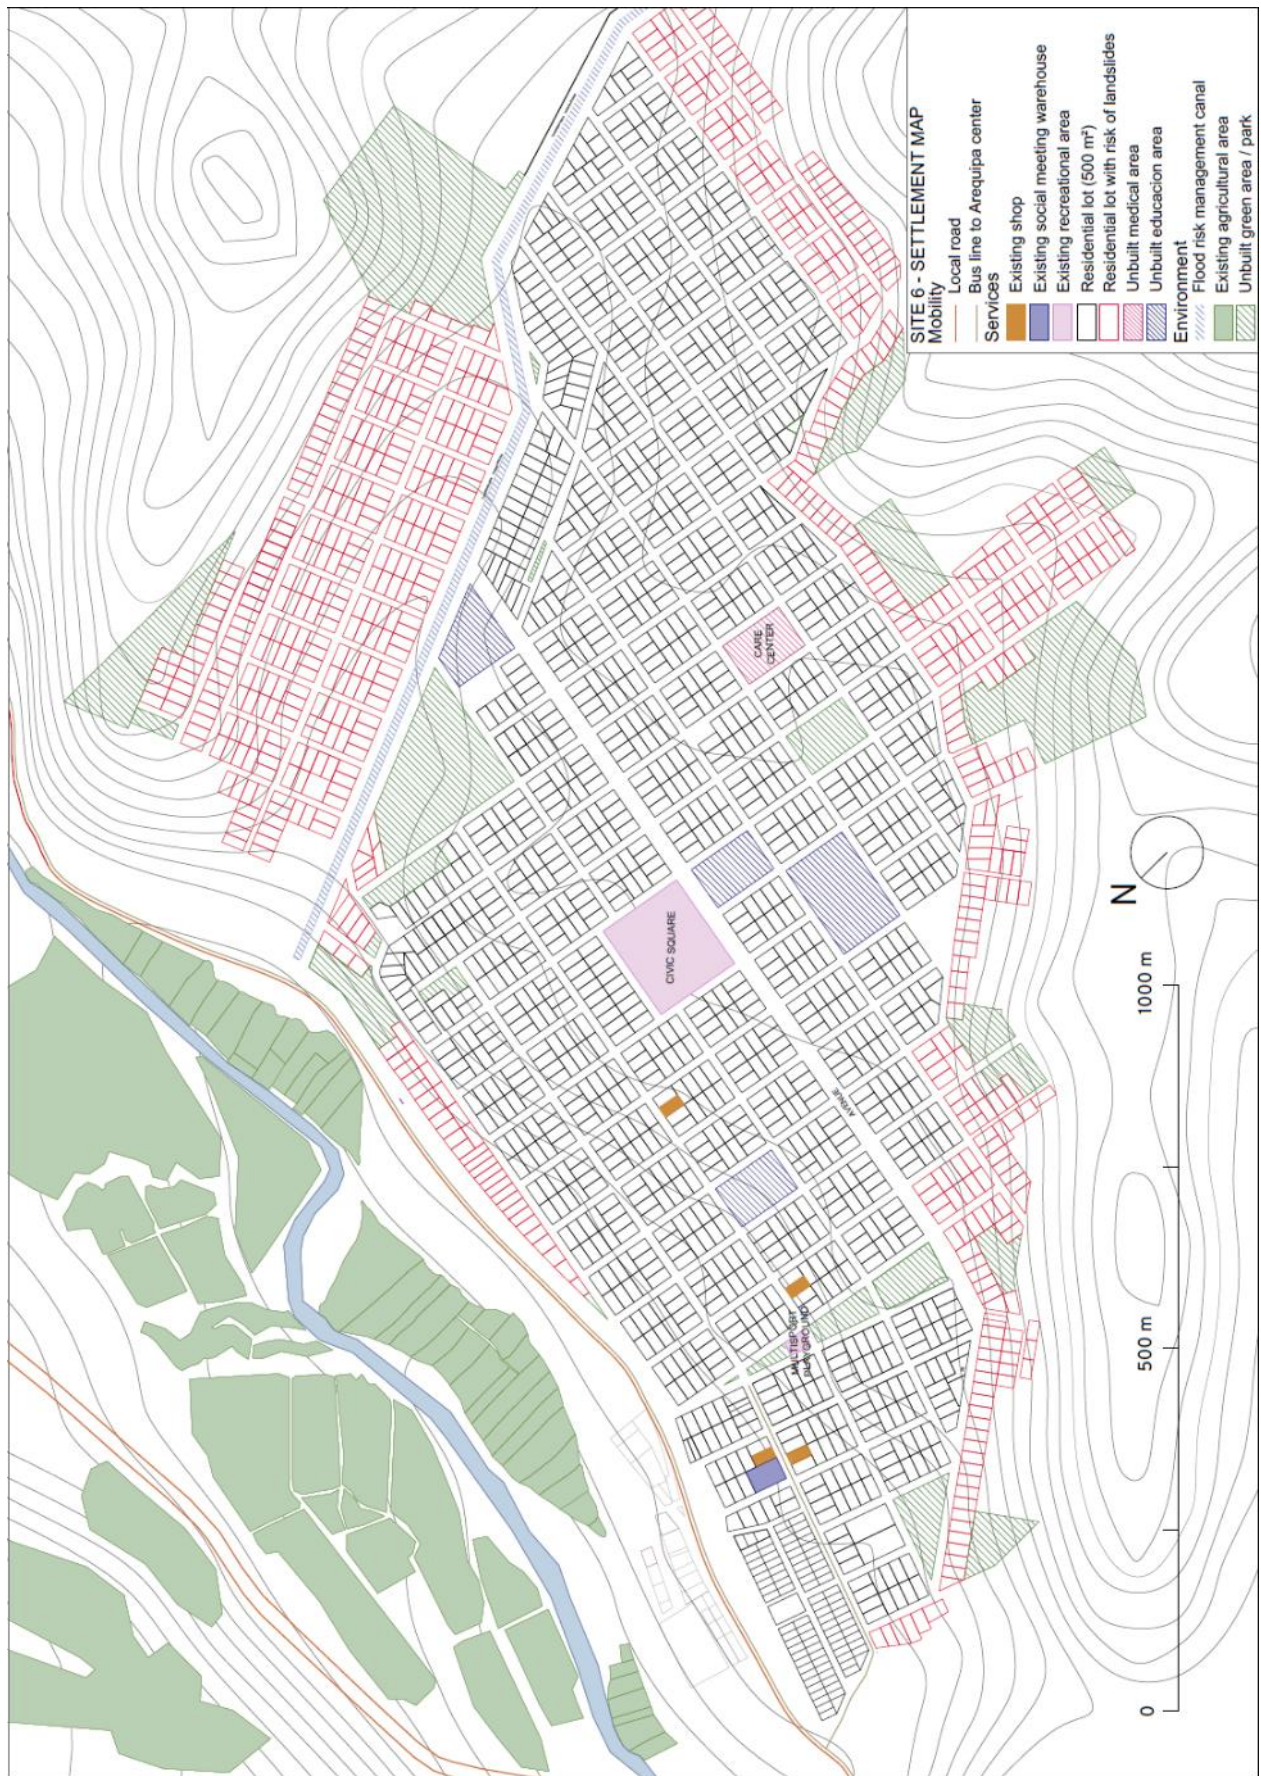 SITE 6 - SETTLEMENT MAP
Mobility
Local road
Bus line to Arequipa center
Services
Existing shop
Existing social meeting warehouse
Existing recreational area
Residential lot (500 m²)
Residential lot with risk of landslides
Unbuilt medical area
Unbuilt educacion area
Environment
Flood risk management canal
Existing agricultural area
Unbuilt green area / park
CARE
CENTER
CIVIC SQUARE
AVENUE
MULTISPORT
PLAYGROUND
N
0
500 m
1000 m